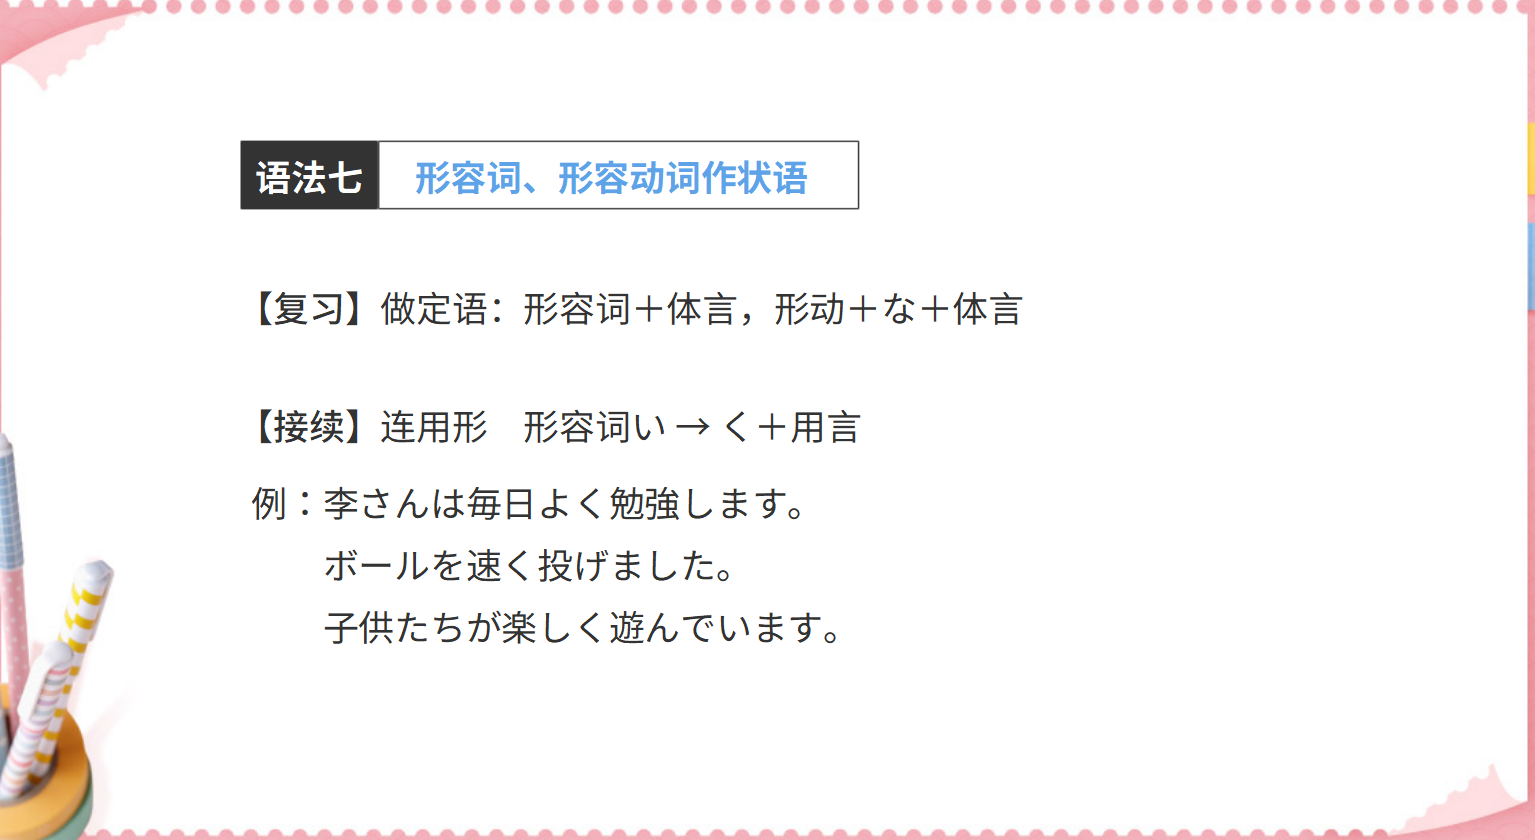 语法七 形容词、形容动词作状语
【复习】做定语：形容词＋体言，形动＋な＋体言
【接续】连用形　形容词い → く＋用言
例：李さんは毎日よく勉強します。
ボールを速く投げました。
子供たちが楽しく遊んでいます。